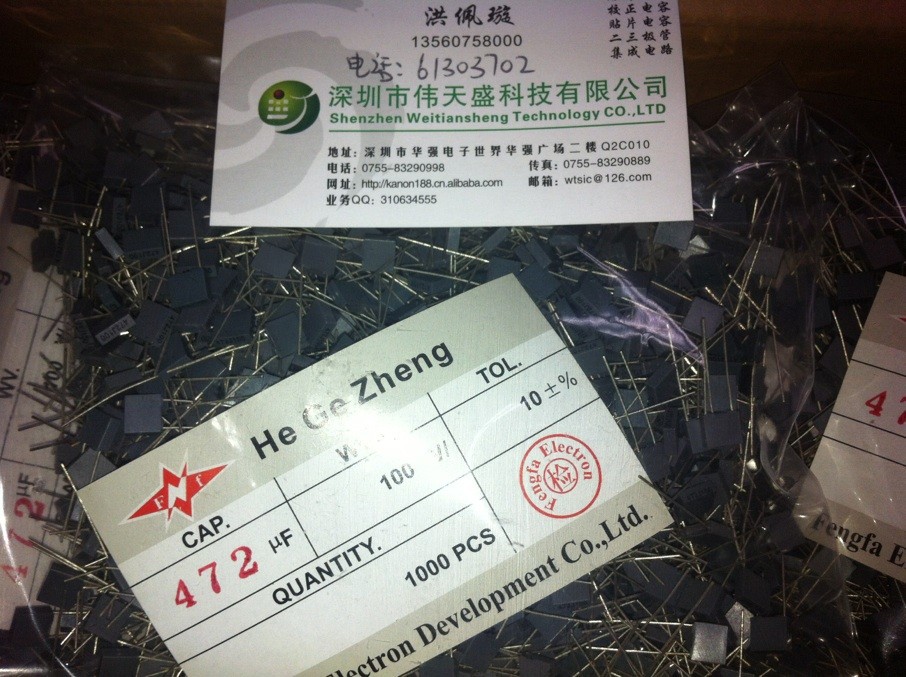 洪佩璇
13560758000
电话: 61303702
校正电容
贴片电容
二三极管
集成电路
深圳市伟天盛科技有限公司
Shenzhen Weitiansheng Technology CO.,LTD
地址: 深圳市华强电子世界华强广场二楼 Q2C010
电话: 0755-83290998 传真: 0755-83290889
网址: http://kanon188.cn.alibaba.com 邮箱: wtsic@126.com
业务QQ: 310634555
He Ge Zheng
TOL.
10±%
100
CAP.
472 μF
QUANTITY.
1000 PCS
Fengfa Electron
检
Electron Development Co.,Ltd.
WV.
μF
Fengfa